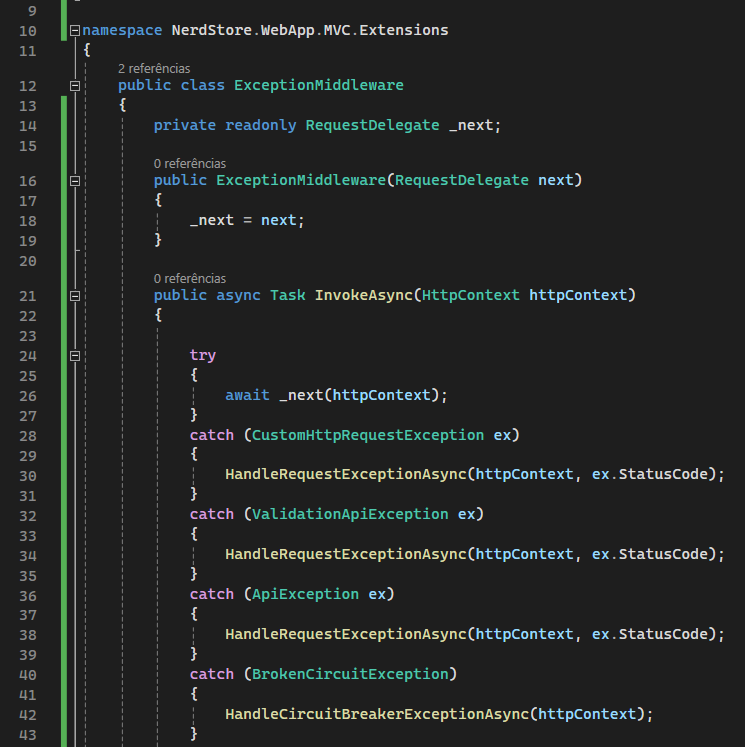 9
10 namespace NerdStore.WebApp.MVC.Extensions
11 {
2 referências
12 public class ExceptionMiddleware
13 {
14 private readonly RequestDelegate _next;
15
0 referências
16 public ExceptionMiddleware(RequestDelegate next)
17 {
18 _next = next;
19 }
20
0 referências
21 public async Task InvokeAsync(HttpContext httpContext)
22 {
23
24 try
25 {
26 await _next(httpContext);
27 }
28 catch (CustomHttpRequestException ex)
29 {
30 HandleRequestExceptionAsync(httpContext, ex.StatusCode);
31 }
32 catch (ValidationApiException ex)
33 {
34 HandleRequestExceptionAsync(httpContext, ex.StatusCode);
35 }
36 catch (ApiException ex)
37 {
38 HandleRequestExceptionAsync(httpContext, ex.StatusCode);
39 }
40 catch (BrokenCircuitException)
41 {
42 HandleCircuitBreakerExceptionAsync(httpContext);
43 }